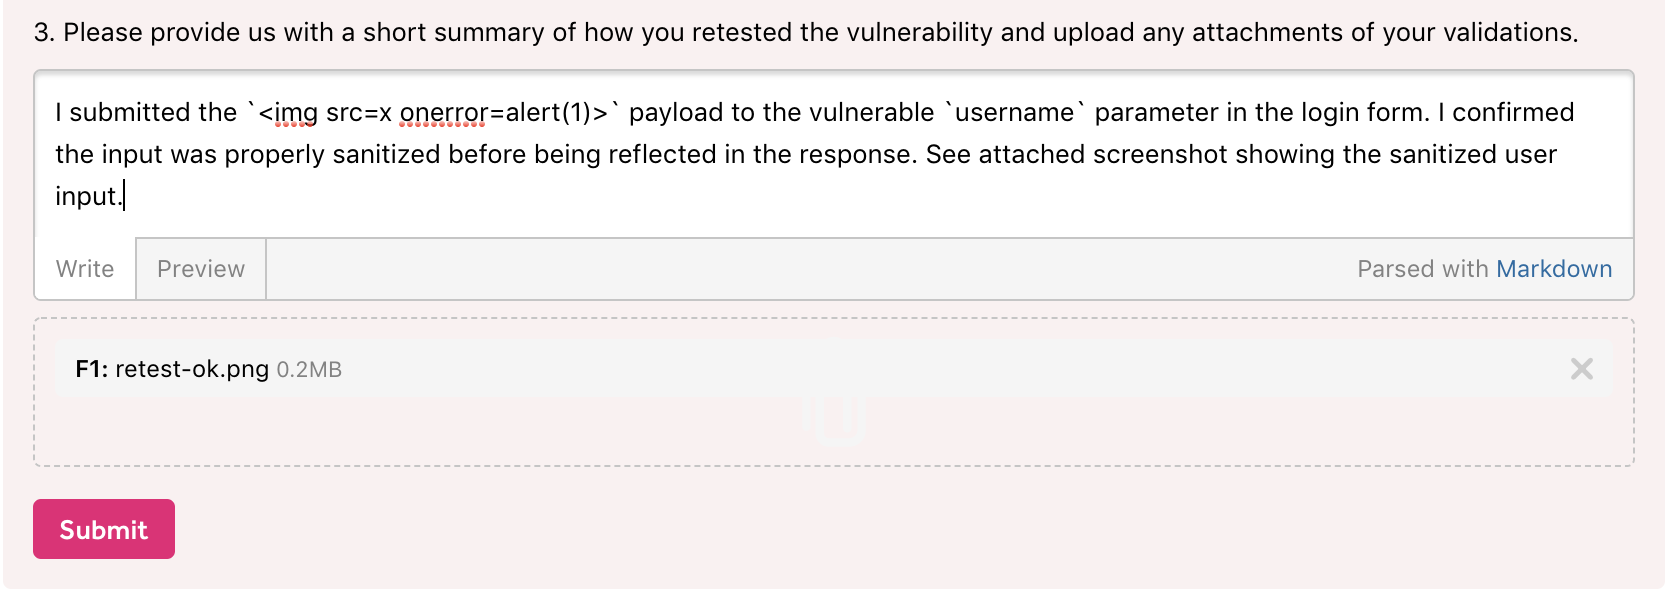 3. Please provide us with a short summary of how you retested the vulnerability and upload any attachments of your validations.
I submitted the `<img src=x onerror=alert(1)>` payload to the vulnerable `username` parameter in the login form. I confirmed
the input was properly sanitized before being reflected in the response. See attached screenshot showing the sanitized user
input.
Write Preview Parsed with Markdown
F1: retest-ok.png 0.2MB
Submit